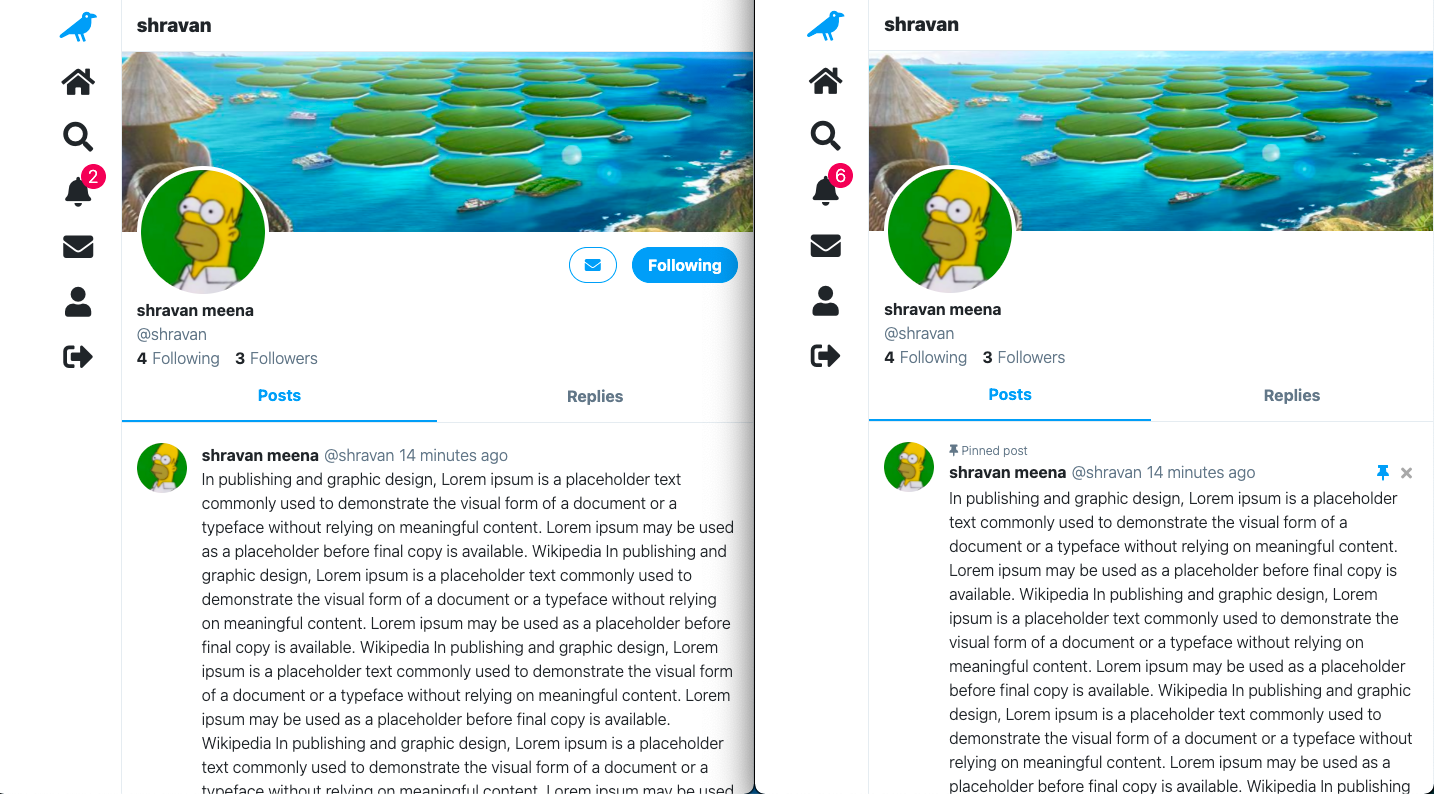 shravan
2
Following
shravan meena
@shravan
4 Following 3 Followers
Posts Replies
shravan meena @shravan 14 minutes ago
In publishing and graphic design, Lorem ipsum is a placeholder text
commonly used to demonstrate the visual form of a document or a
typeface without relying on meaningful content. Lorem ipsum may be used
as a placeholder before final copy is available. Wikipedia In publishing and
graphic design, Lorem ipsum is a placeholder text commonly used to
demonstrate the visual form of a document or a typeface without relying
on meaningful content. Lorem ipsum may be used as a placeholder before
final copy is available. Wikipedia In publishing and graphic design, Lorem
ipsum is a placeholder text commonly used to demonstrate the visual form
of a document or a typeface without relying on meaningful content. Lorem
ipsum may be used as a placeholder before final copy is available.
Wikipedia In publishing and graphic design, Lorem ipsum is a placeholder
text commonly used to demonstrate the visual form of a document or a
typeface without relying on meaningful content. Lorem ipsum may be used
shravan
6
shravan meena
@shravan
4 Following 3 Followers
Posts Replies
Pinned post
shravan meena @shravan 14 minutes ago
In publishing and graphic design, Lorem ipsum is a placeholder
text commonly used to demonstrate the visual form of a
document or a typeface without relying on meaningful content.
Lorem ipsum may be used as a placeholder before final copy is
available. Wikipedia In publishing and graphic design, Lorem
ipsum is a placeholder text commonly used to demonstrate the
visual form of a document or a typeface without relying on
meaningful content. Lorem ipsum may be used as a placeholder
before final copy is available. Wikipedia In publishing and graphic
design, Lorem ipsum is a placeholder text commonly used to
demonstrate the visual form of a document or a typeface without
relying on meaningful content. Lorem ipsum may be used as a
placeholder before final copy is available. Wikipedia In publishing